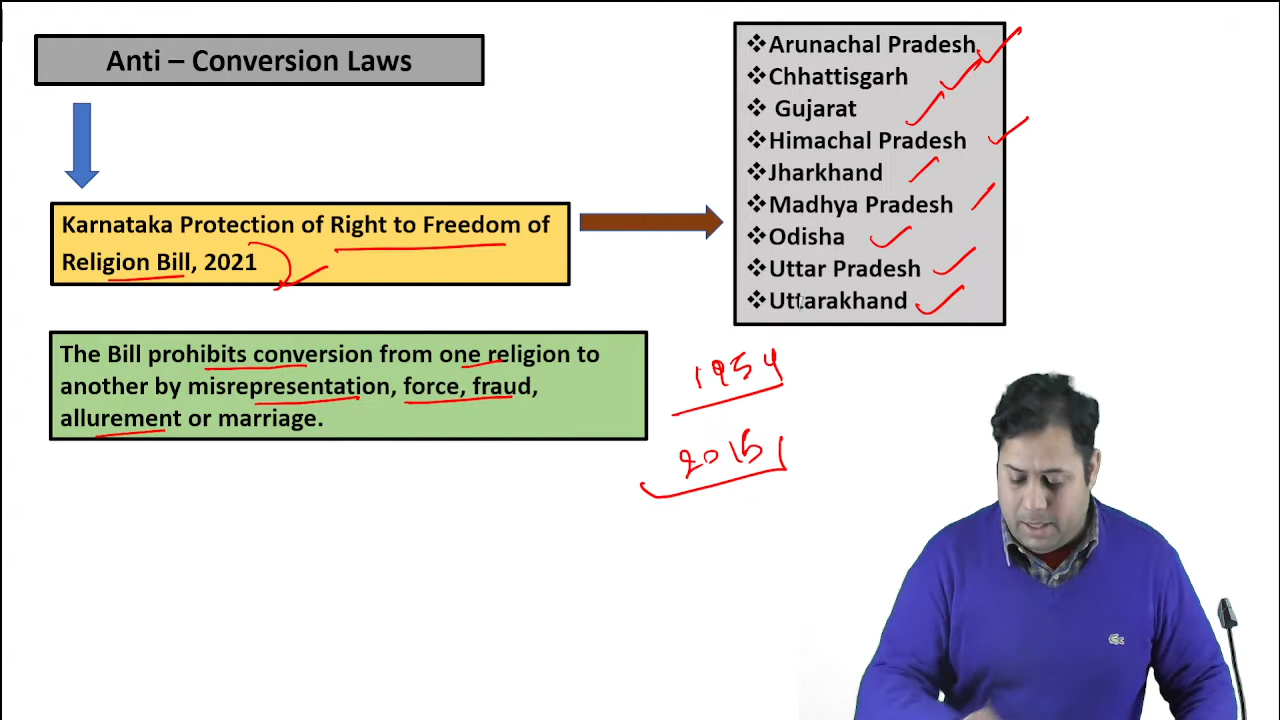 Anti – Conversion Laws
Karnataka Protection of Right to Freedom of
Religion Bill, 2021
The Bill prohibits conversion from one religion to
another by misrepresentation, force, fraud,
allurement or marriage.
❖Arunachal Pradesh
❖Chhattisgarh
❖ Gujarat
❖Himachal Pradesh
❖Jharkhand
❖Madhya Pradesh
❖Odisha
❖Uttar Pradesh
❖Uttarakhand
1954